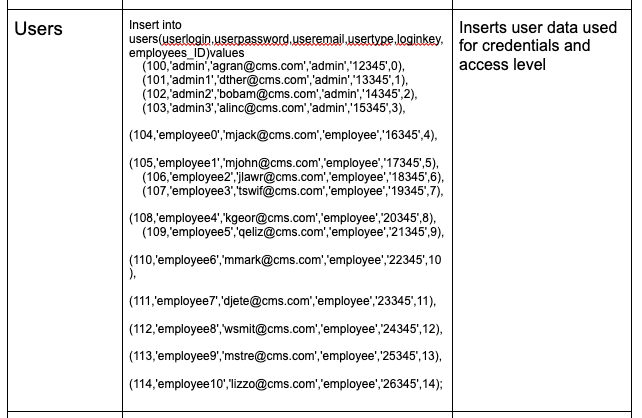 Users
Insert into
users(userlogin,userpassword,useremail,usertype,loginkey,
employees_ID)values
(100,'admin','agran@cms.com','admin','12345',0),
(101,'admin1','dther@cms.com','admin','13345',1),
(102,'admin2','bobam@cms.com','admin','14345',2),
(103,'admin3','alinc@cms.com','admin','15345',3),
(104,'employee0','mjack@cms.com','employee','16345',4),
(105,'employee1','mjohn@cms.com','employee','17345',5),
(106,'employee2','jlawr@cms.com','employee','18345',6),
(107,'employee3','tswif@cms.com','employee','19345',7),
(108,'employee4','kgeor@cms.com','employee','20345',8),
(109,'employee5','qeliz@cms.com','employee','21345',9),
(110,'employee6','mmark@cms.com','employee','22345',10
),
(111,'employee7','djete@cms.com','employee','23345',11),
(112,'employee8','wsmit@cms.com','employee','24345',12),
(113,'employee9','mstre@cms.com','employee','25345',13),
(114,'employee10','lizzo@cms.com','employee','26345',14);
Inserts user data used
for credentials and
access level